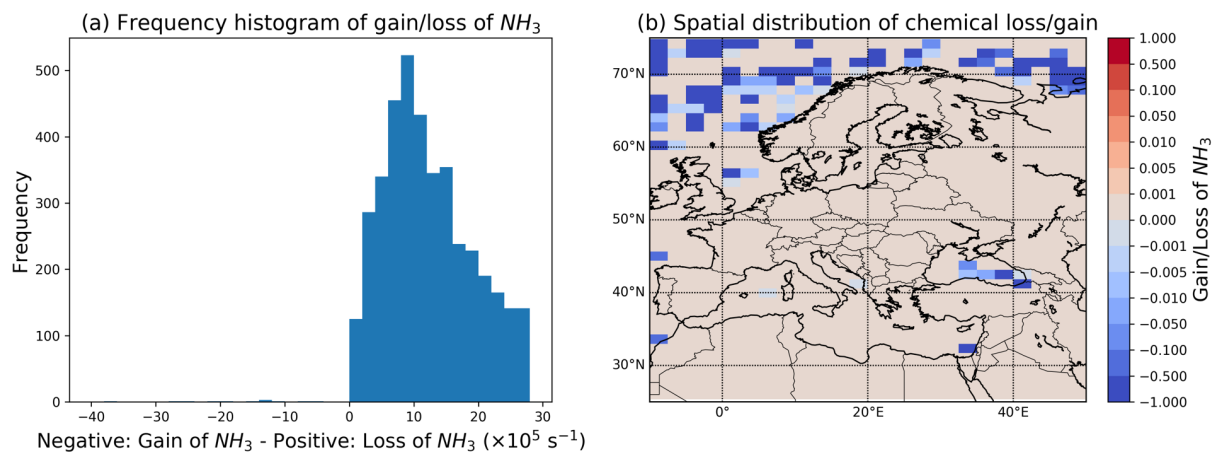 (a) Frequency histogram of gain/loss of NH₃
500
400
300
200
100
0
Frequency
−40
−30
−20
−10
0
10
20
30
Negative: Gain of NH₃ - Positive: Loss of NH₃ (×10⁵ s⁻¹)
(b) Spatial distribution of chemical loss/gain
70°N
60°N
50°N
40°N
30°N
0°
20°E
40°E
1.000
0.500
0.100
0.050
0.010
0.005
0.001
0.000
−0.001
−0.005
−0.010
−0.050
−0.100
−0.500
−1.000
Gain/Loss of NH₃